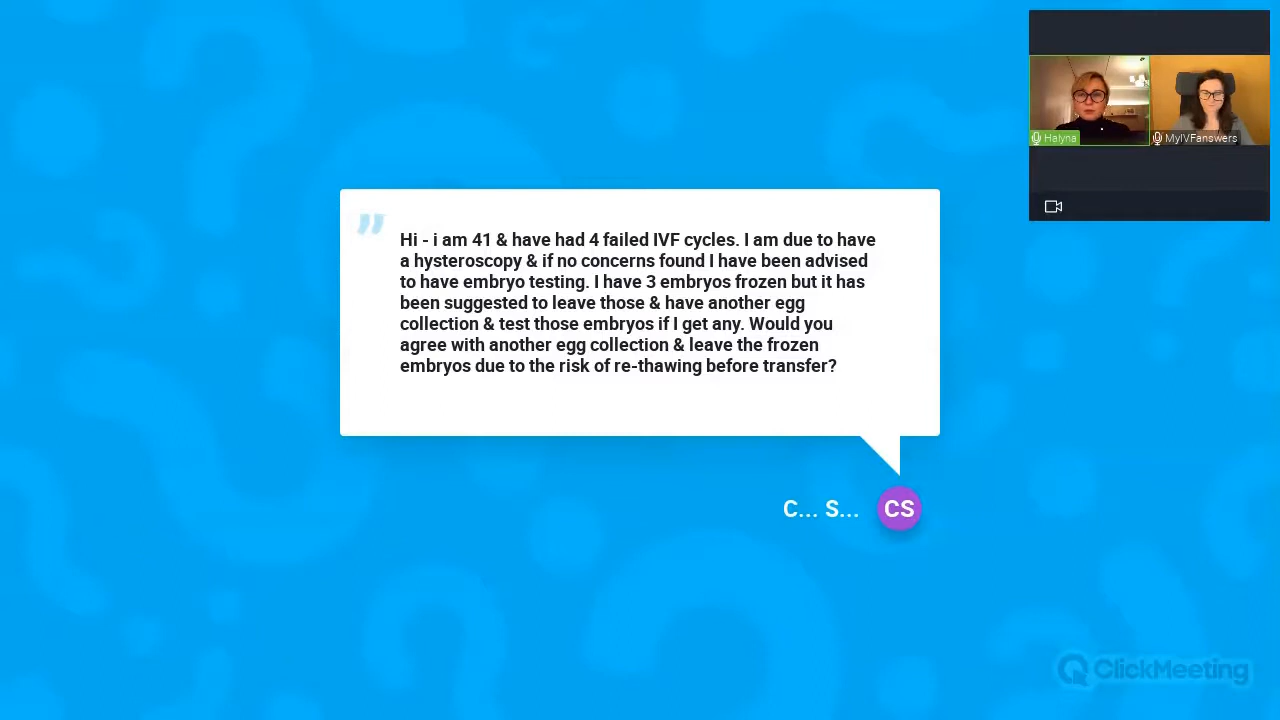 Halyna
MyIVFanswers
Hi - i am 41 & have had 4 failed IVF cycles. I am due to have
a hysteroscopy & if no concerns found I have been advised
to have embryo testing. I have 3 embryos frozen but it has
been suggested to leave those & have another egg
collection & test those embryos if I get any. Would you
agree with another egg collection & leave the frozen
embryos due to the risk of re-thawing before transfer?
C... S...
CS
ClickMeeting